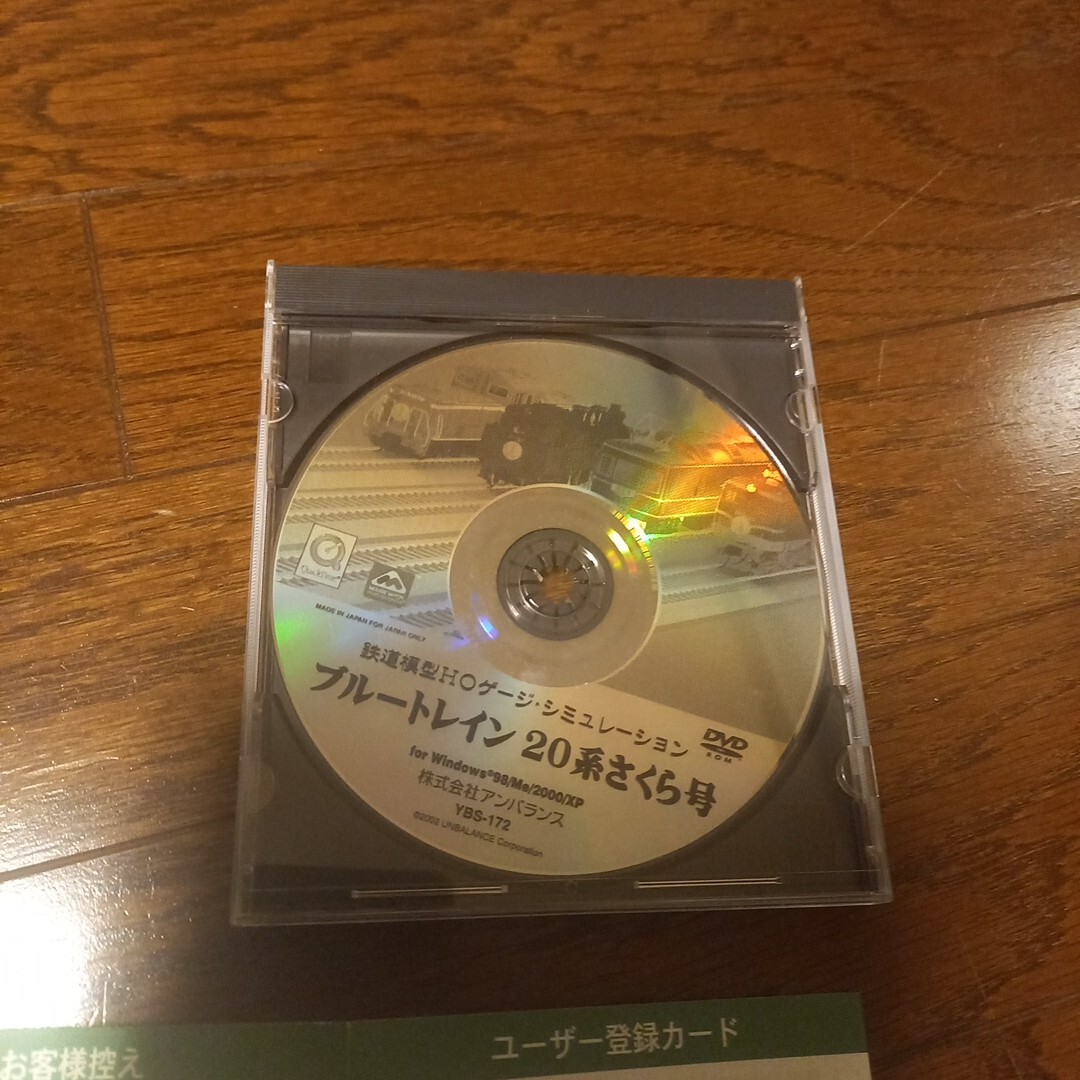 QuickTime
MADE IN JAPAN FOR JAPAN ONLY
鉄道模型HOゲージ・シミュレーション
ブルートレイン 20系さくら号
DVD
ROM
for Windows®98/Me/2000/XP
株式会社アンバランス
YBS-172
©2002 UNBALANCE Corporation
お客様控え
ユーザー登録カード